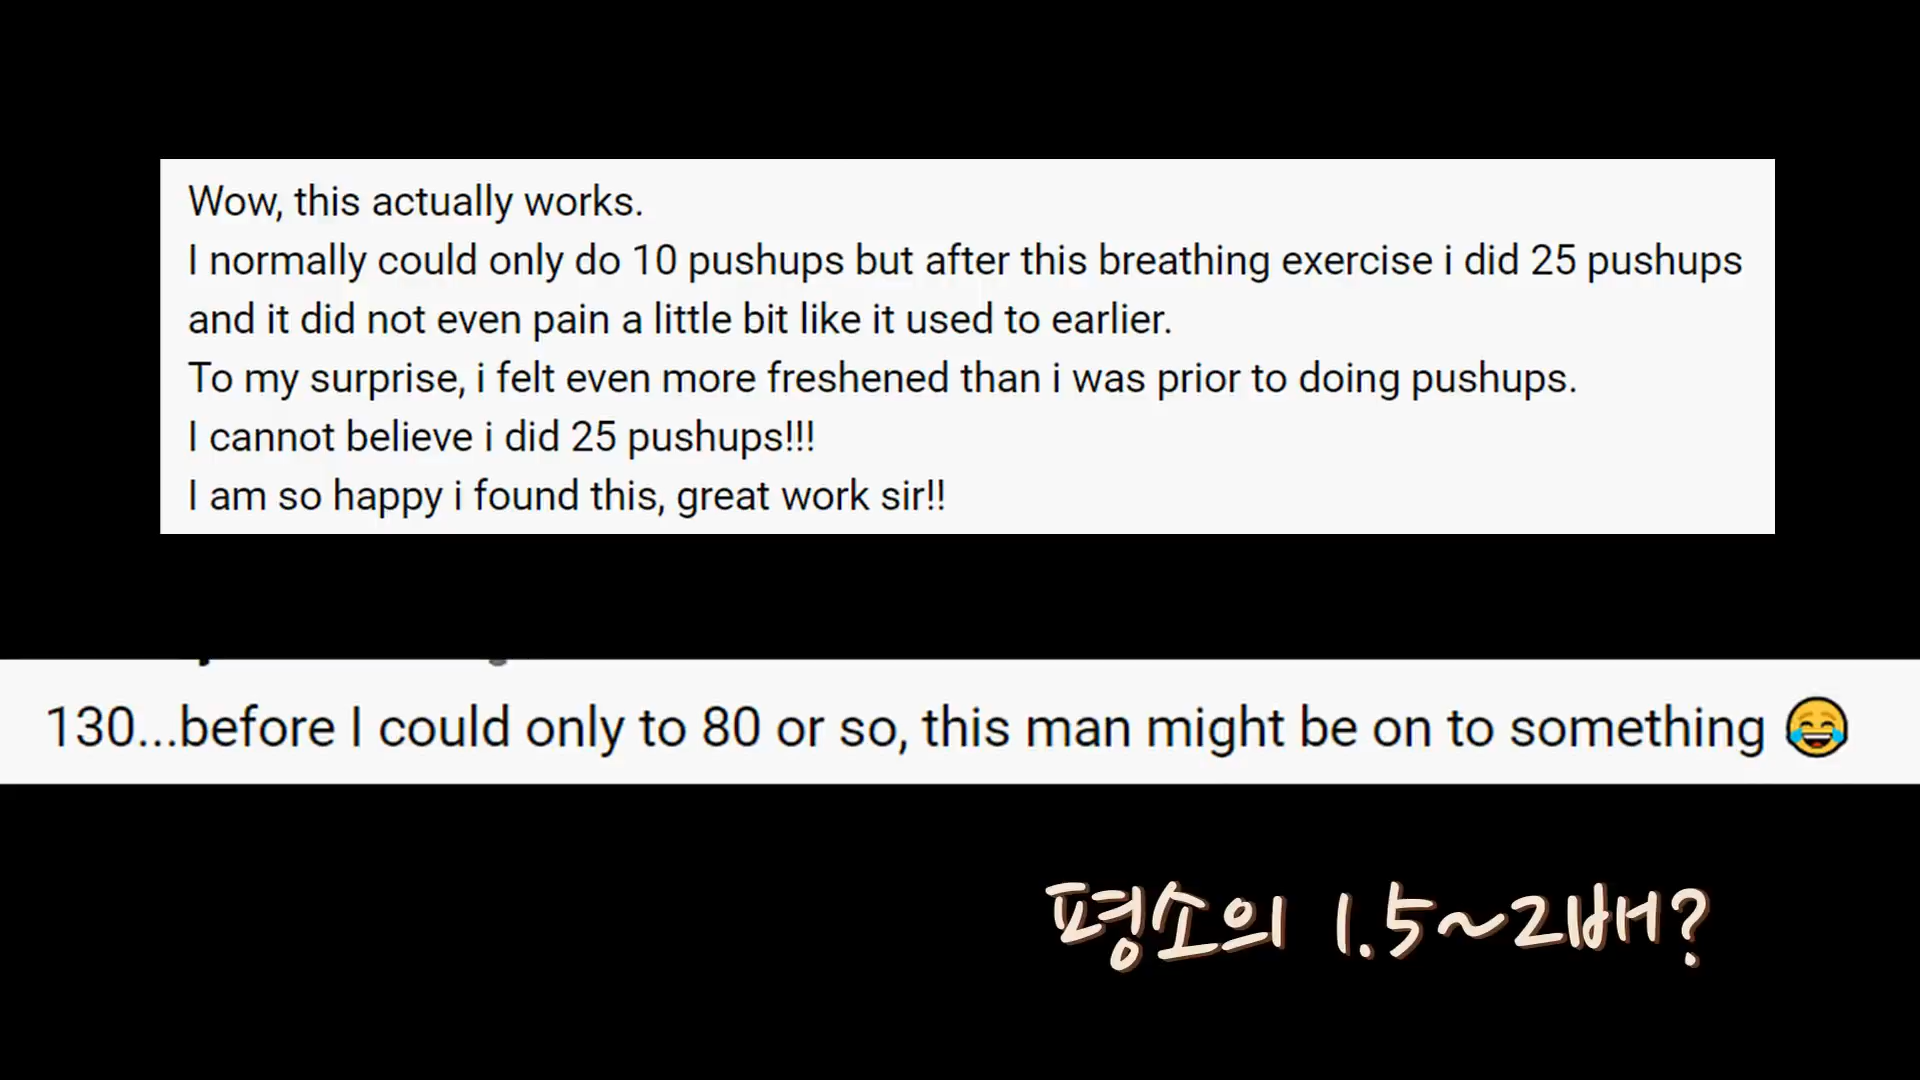 Wow, this actually works.
I normally could only do 10 pushups but after this breathing exercise i did 25 pushups
and it did not even pain a little bit like it used to earlier.
To my surprise, i felt even more freshened than i was prior to doing pushups.
I cannot believe i did 25 pushups!!!
I am so happy i found this, great work sir!!
130...before I could only to 80 or so, this man might be on to something 😂
평소의 1.5~2배?